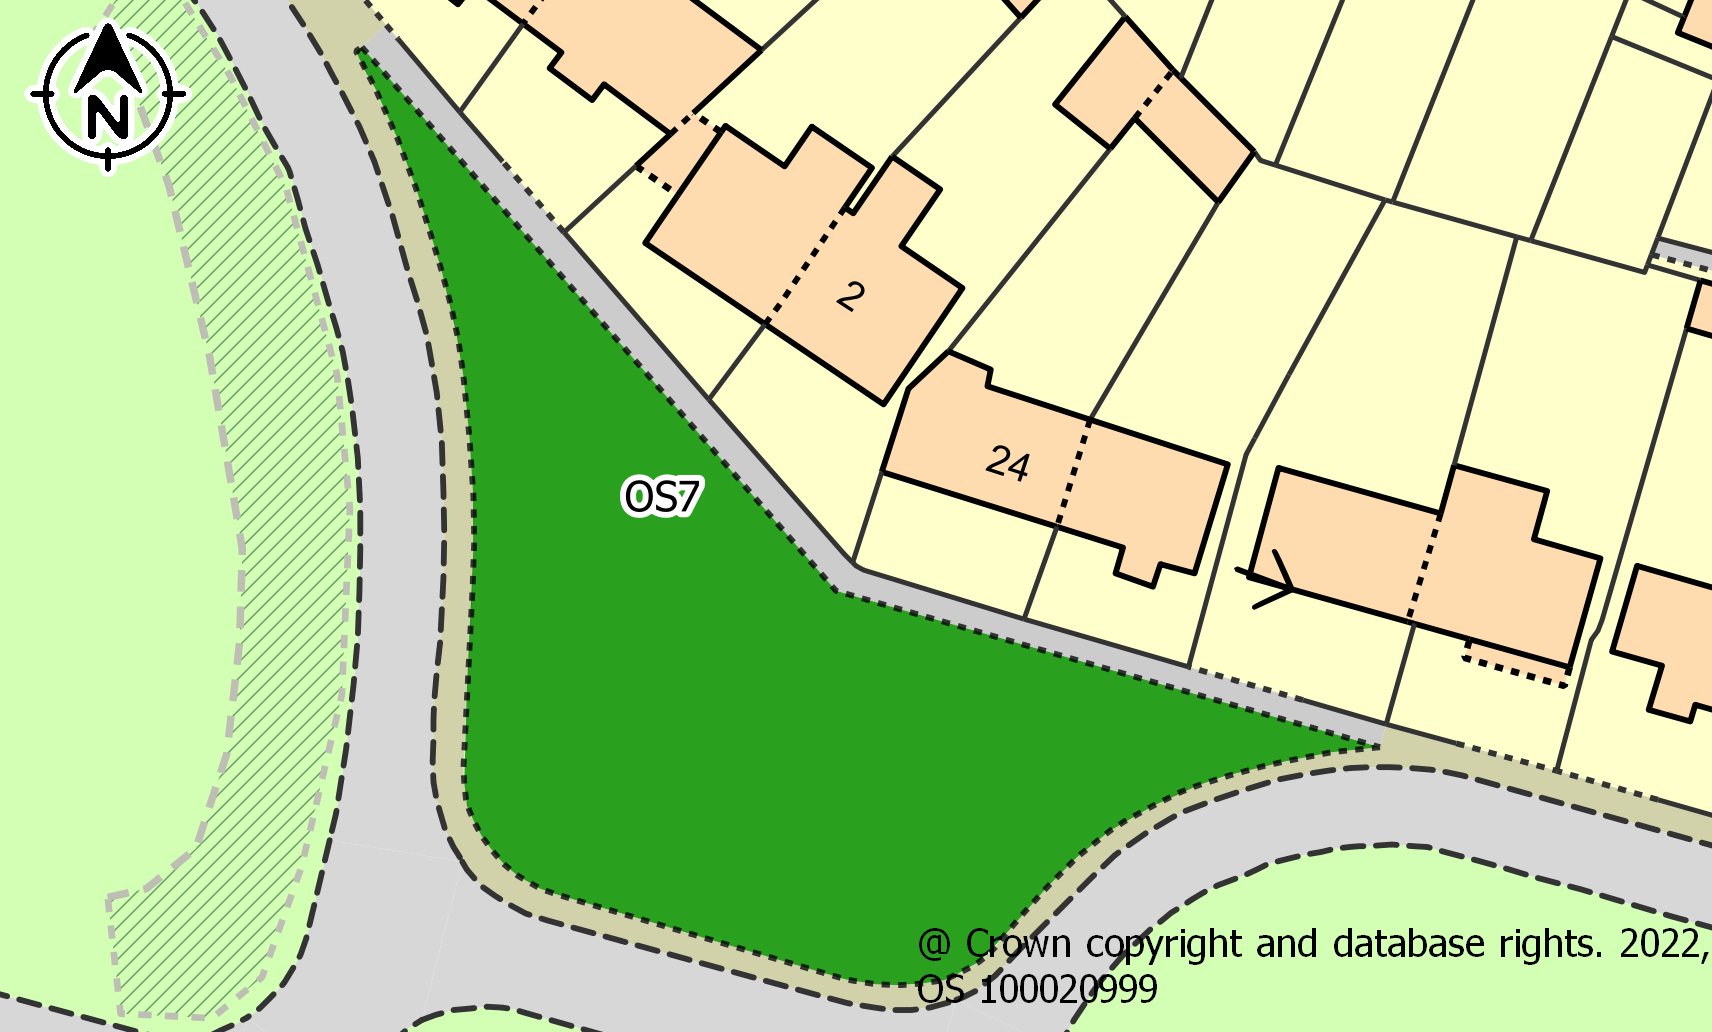 N
2
24
OS7
@ Crown copyright and database rights. 2022,
OS 100020999